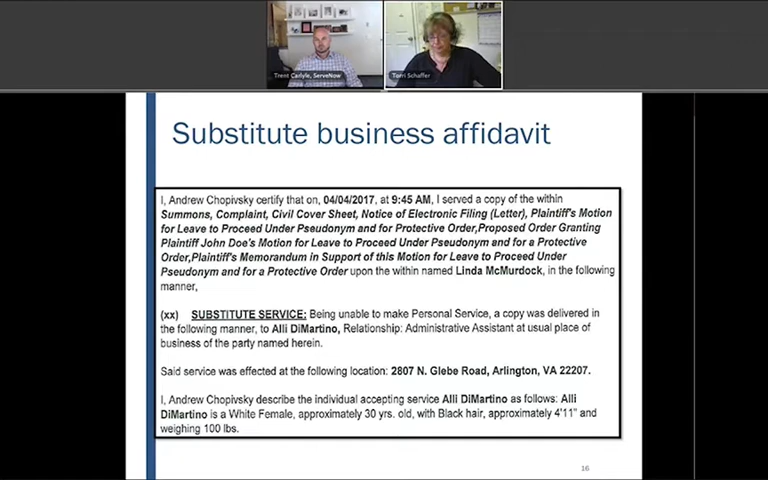 Trent Carlyle, ServeNow
Torri Schaffer
Substitute business affidavit
I, Andrew Chopivsky certify that on, 04/04/2017, at 9:45 AM, I served a copy of the within
Summons, Complaint, Civil Cover Sheet, Notice of Electronic Filing (Letter), Plaintiff's Motion
for Leave to Proceed Under Pseudonym and for Protective Order,Proposed Order Granting
Plaintiff John Doe's Motion for Leave to Proceed Under Pseudonym and for a Protective
Order,Plaintiff's Memorandum in Support of this Motion for Leave to Proceed Under
Pseudonym and for a Protective Order upon the within named Linda McMurdock, in the following
manner,
(xx) SUBSTITUTE SERVICE: Being unable to make Personal Service, a copy was delivered in
the following manner, to Alli DiMartino, Relationship: Administrative Assistant at usual place of
business of the party named herein.
Said service was effected at the following location: 2807 N. Glebe Road, Arlington, VA 22207.
I, Andrew Chopivsky describe the individual accepting service Alli DiMartino as follows: Alli
DiMartino is a White Female, approximately 30 yrs. old, with Black hair, approximately 4'11" and
weighing 100 lbs.
16